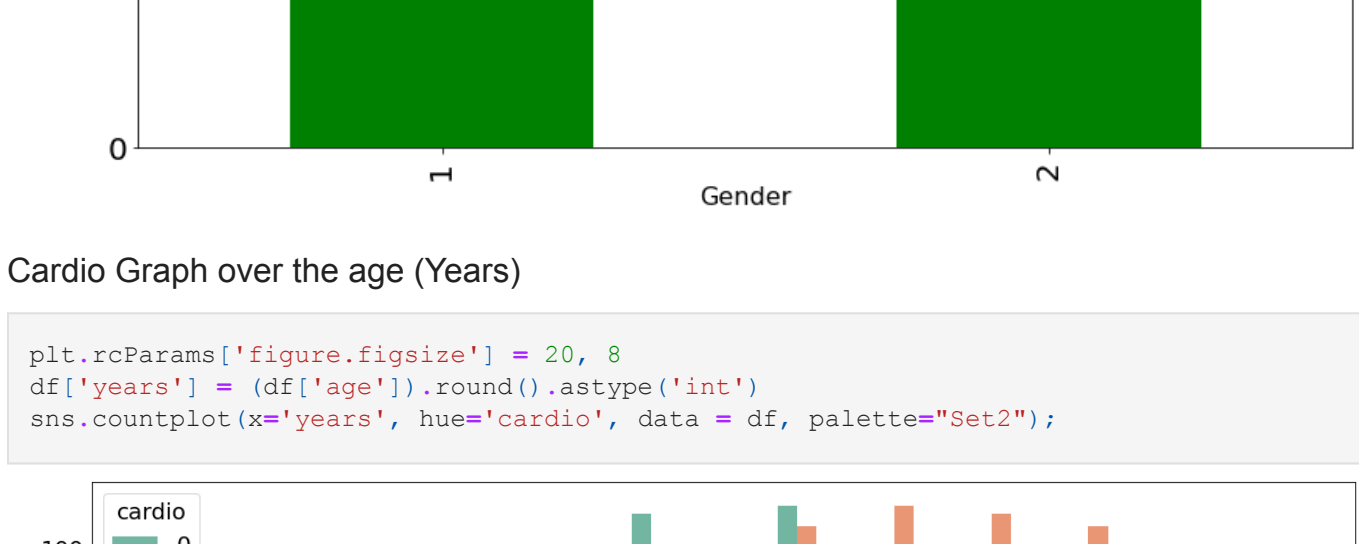 0
1
2
Gender
Cardio Graph over the age (Years)
plt.rcParams['figure.figsize'] = 20, 8
df['years'] = (df['age']).round().astype('int')
sns.countplot(x='years', hue='cardio', data = df, palette="Set2");
cardio
0